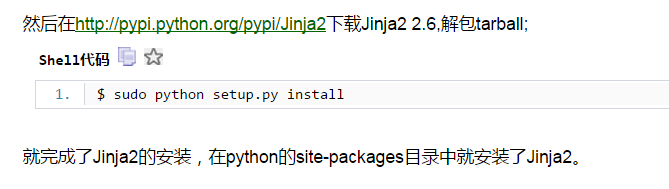 然后在http://pypi.python.org/pypi/Jinja2下载Jinja2 2.6,解包tarball;
Shell代码
1. $ sudo python setup.py install
就完成了Jinja2的安装，在python的site-packages目录中就安装了Jinja2。